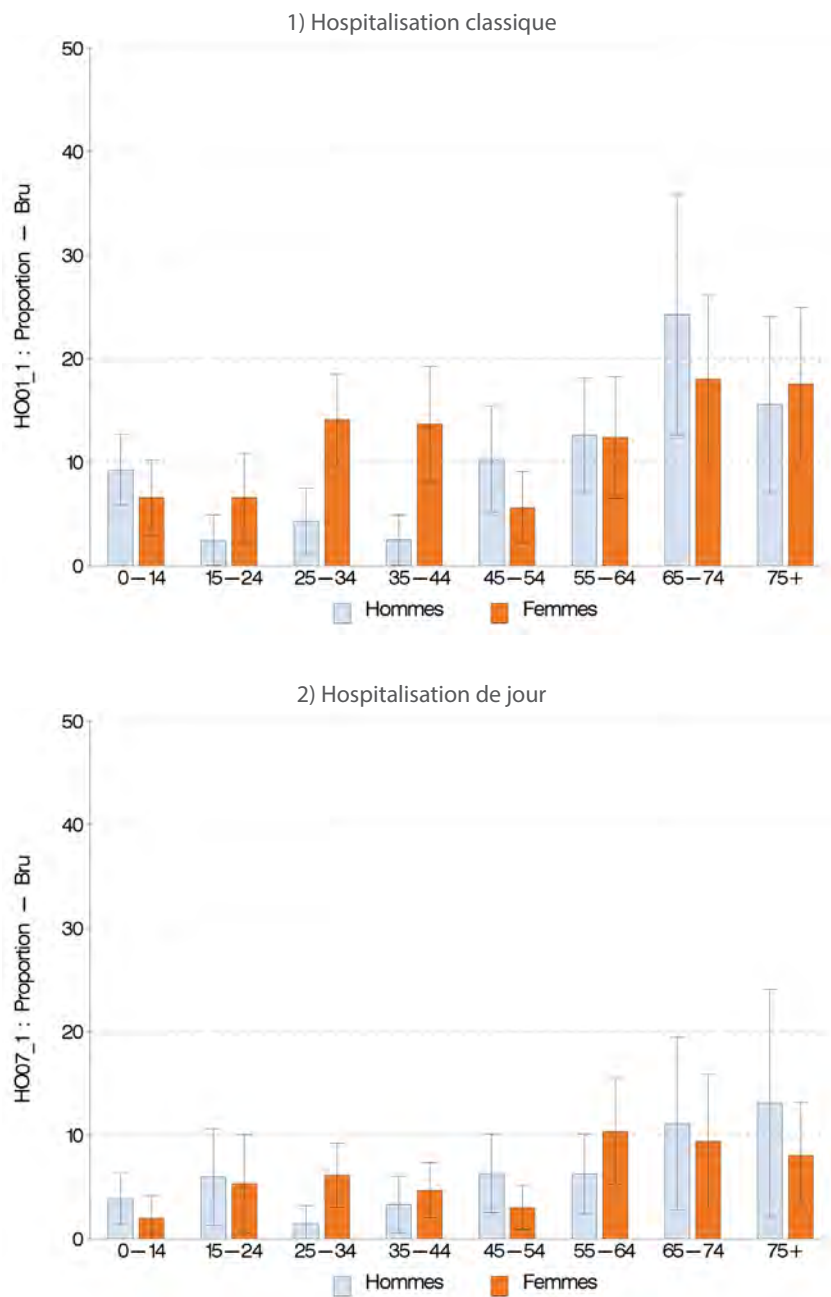 1) Hospitalisation classique
HO01_1 : Proportion – Bru
50
40
30
20
10
0
0–14 15–24 25–34 35–44 45–54 55–64 65–74 75+
Hommes Femmes
2) Hospitalisation de jour
HO07_1 : Proportion – Bru
50
40
30
20
10
0
0–14 15–24 25–34 35–44 45–54 55–64 65–74 75+
Hommes Femmes